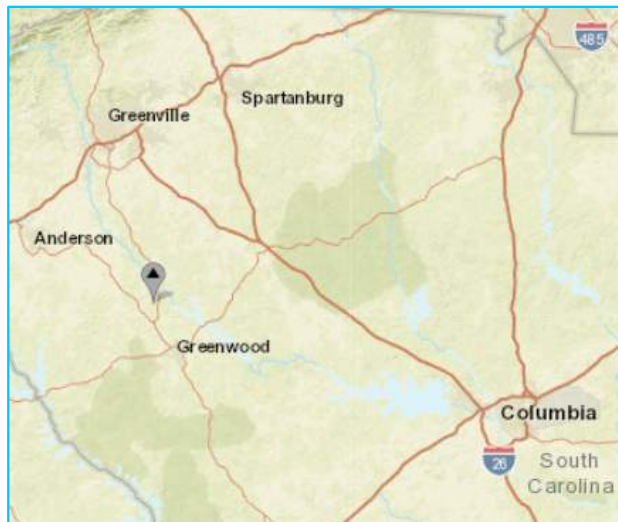 485
Spartanburg
Greenville
Anderson
Greenwood
Columbia
26
South
Carolina